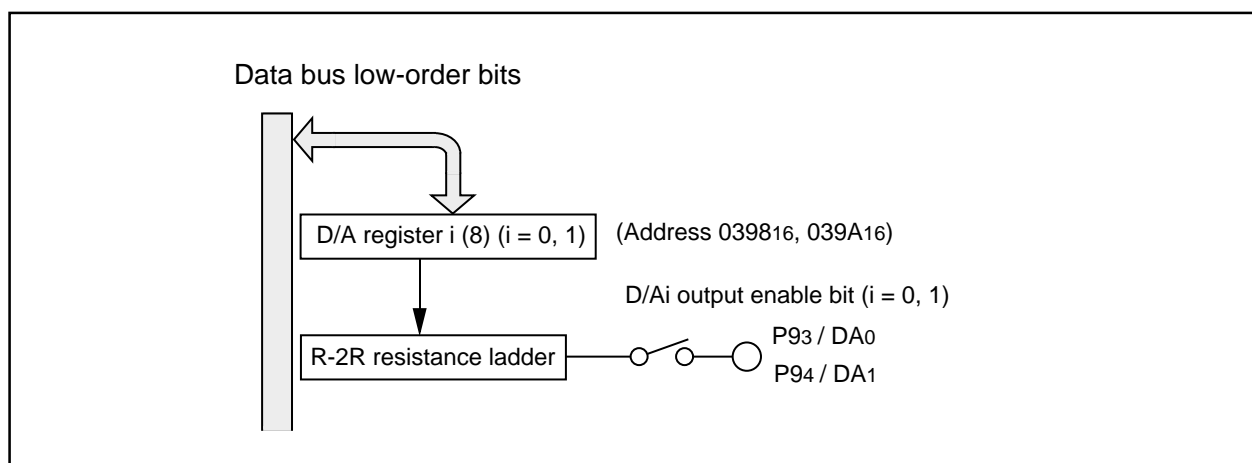 Data bus low-order bits
D/A register i (8) (i = 0, 1)
(Address 039816, 039A16)
D/Ai output enable bit (i = 0, 1)
R-2R resistance ladder
P93 / DA0
P94 / DA1